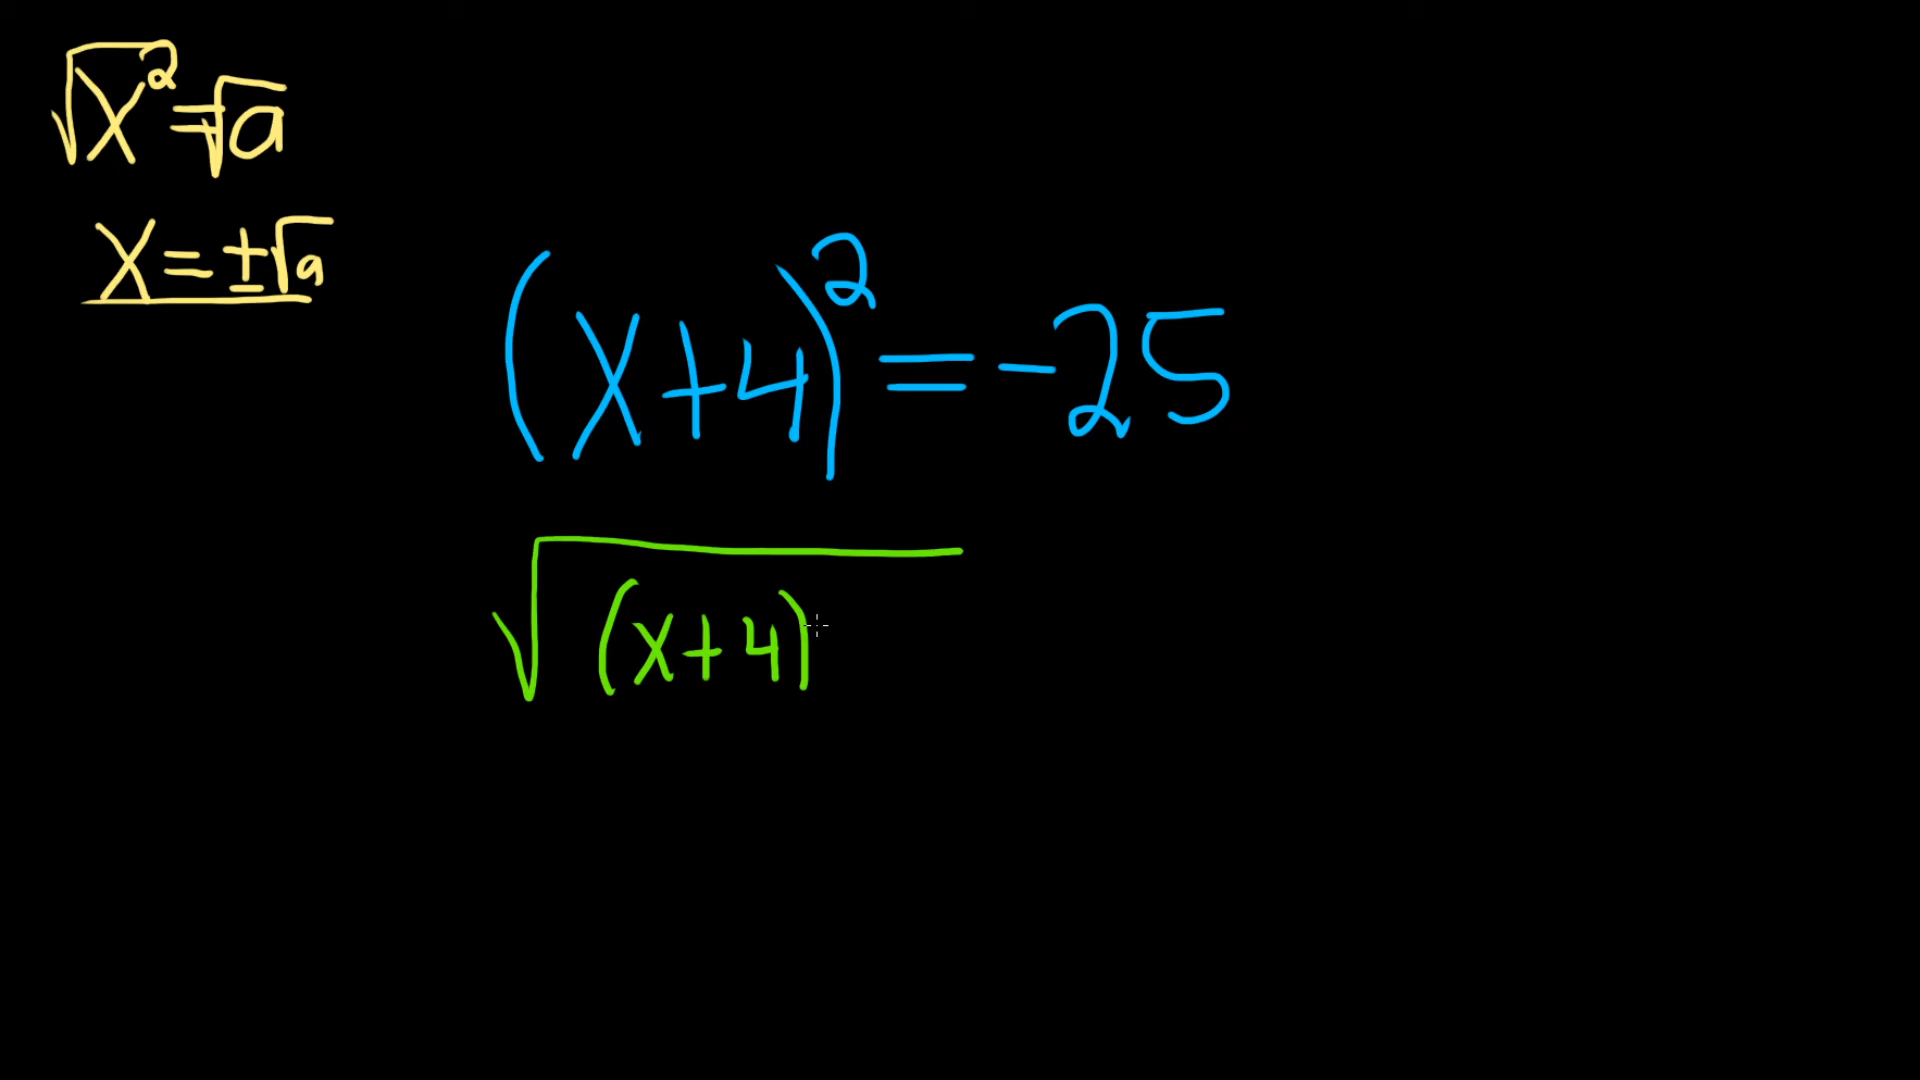 √x² = √a
x = ±√a
(x+4)² = -25
√(x+4)